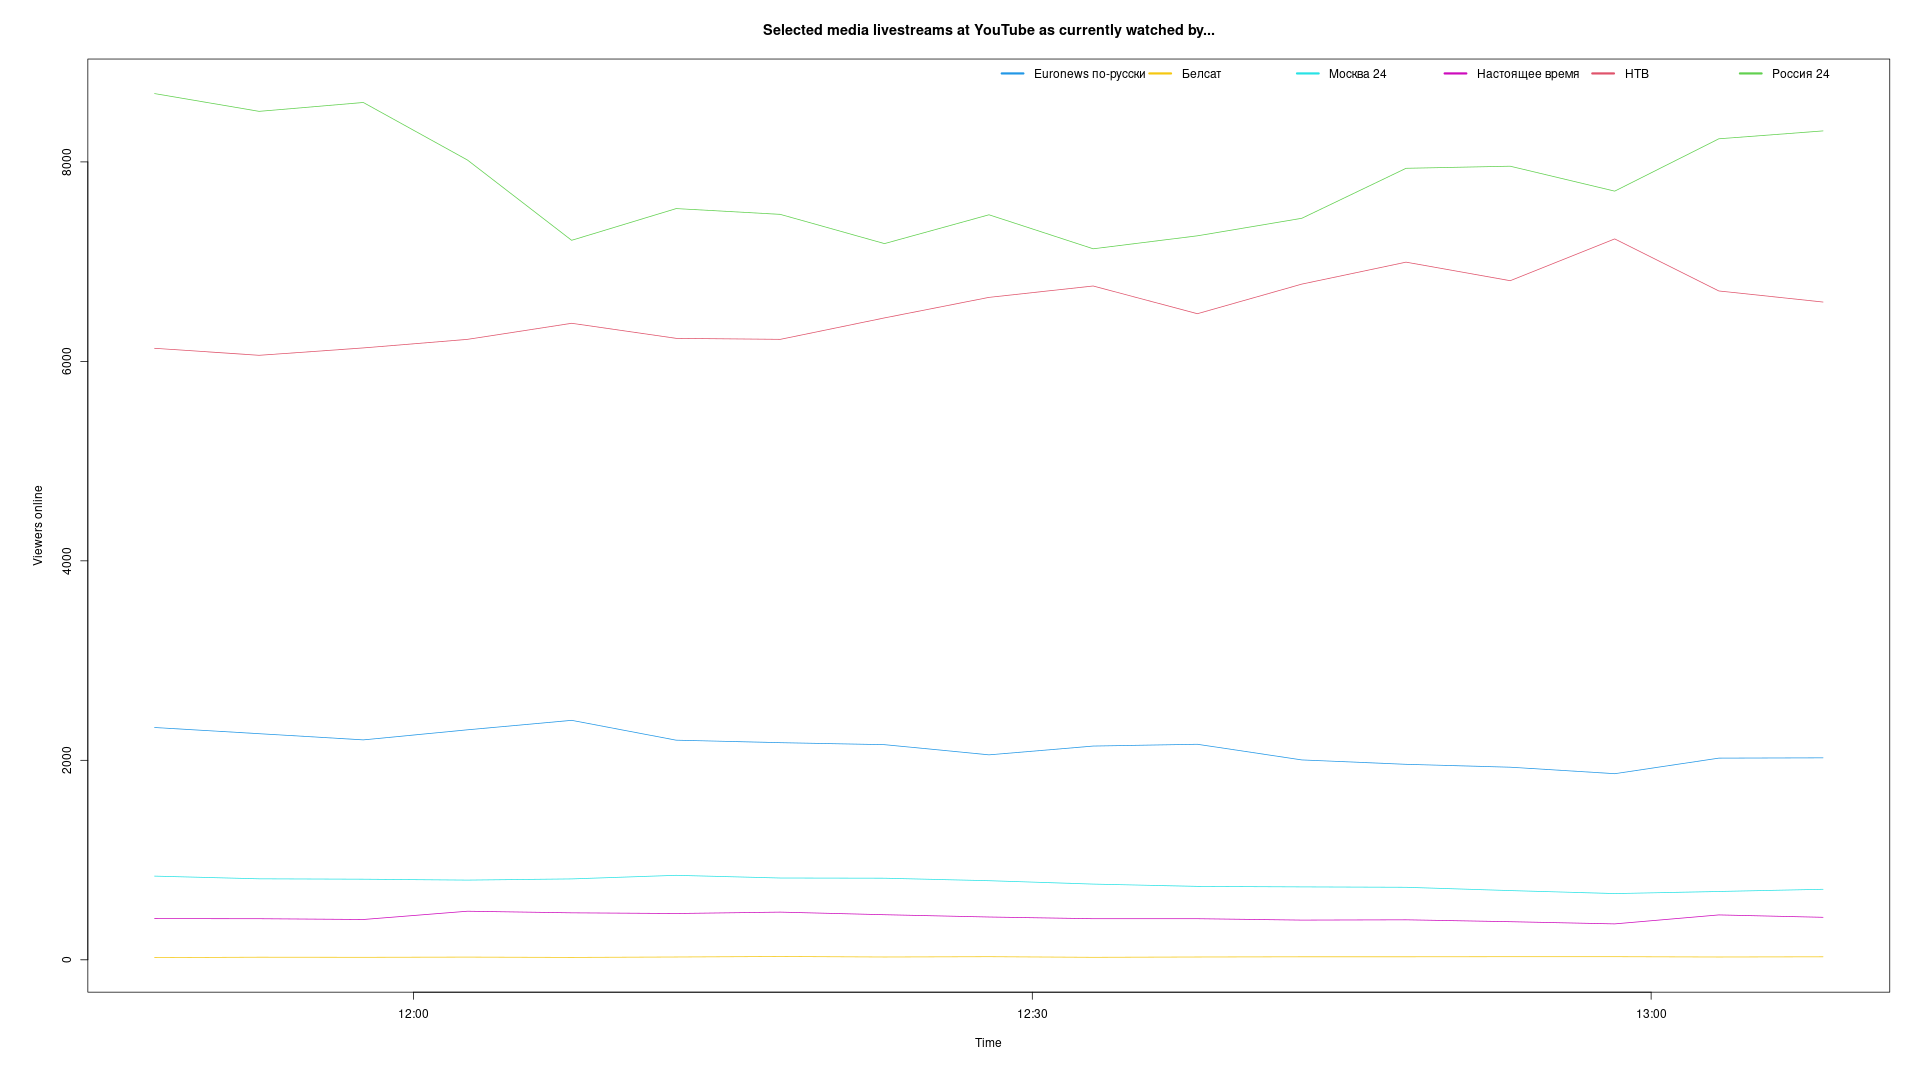 Selected media livestreams at YouTube as currently watched by...
Euronews по-русски Белсат Москва 24 Настоящее время НТВ Россия 24
8000
6000
4000
2000
0
Viewers online
12:00 12:30 13:00
Time